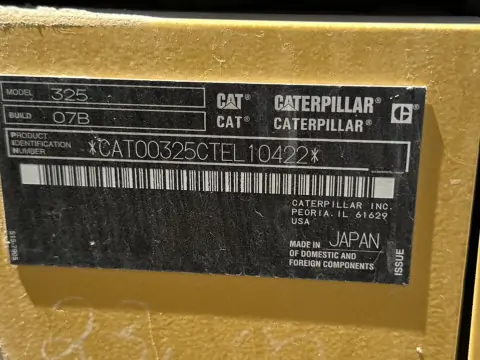 MODEL 325
BUILD 07B
CAT® CATERPILLAR®
CAT® CATERPILLAR®
PRODUCT IDENTIFICATION NUMBER *CAT00325CTEL10422*
CATERPILLAR INC.
PEORIA, IL 61629
USA
MADE IN JAPAN
OF DOMESTIC AND
FOREIGN COMPONENTS
ISSUE